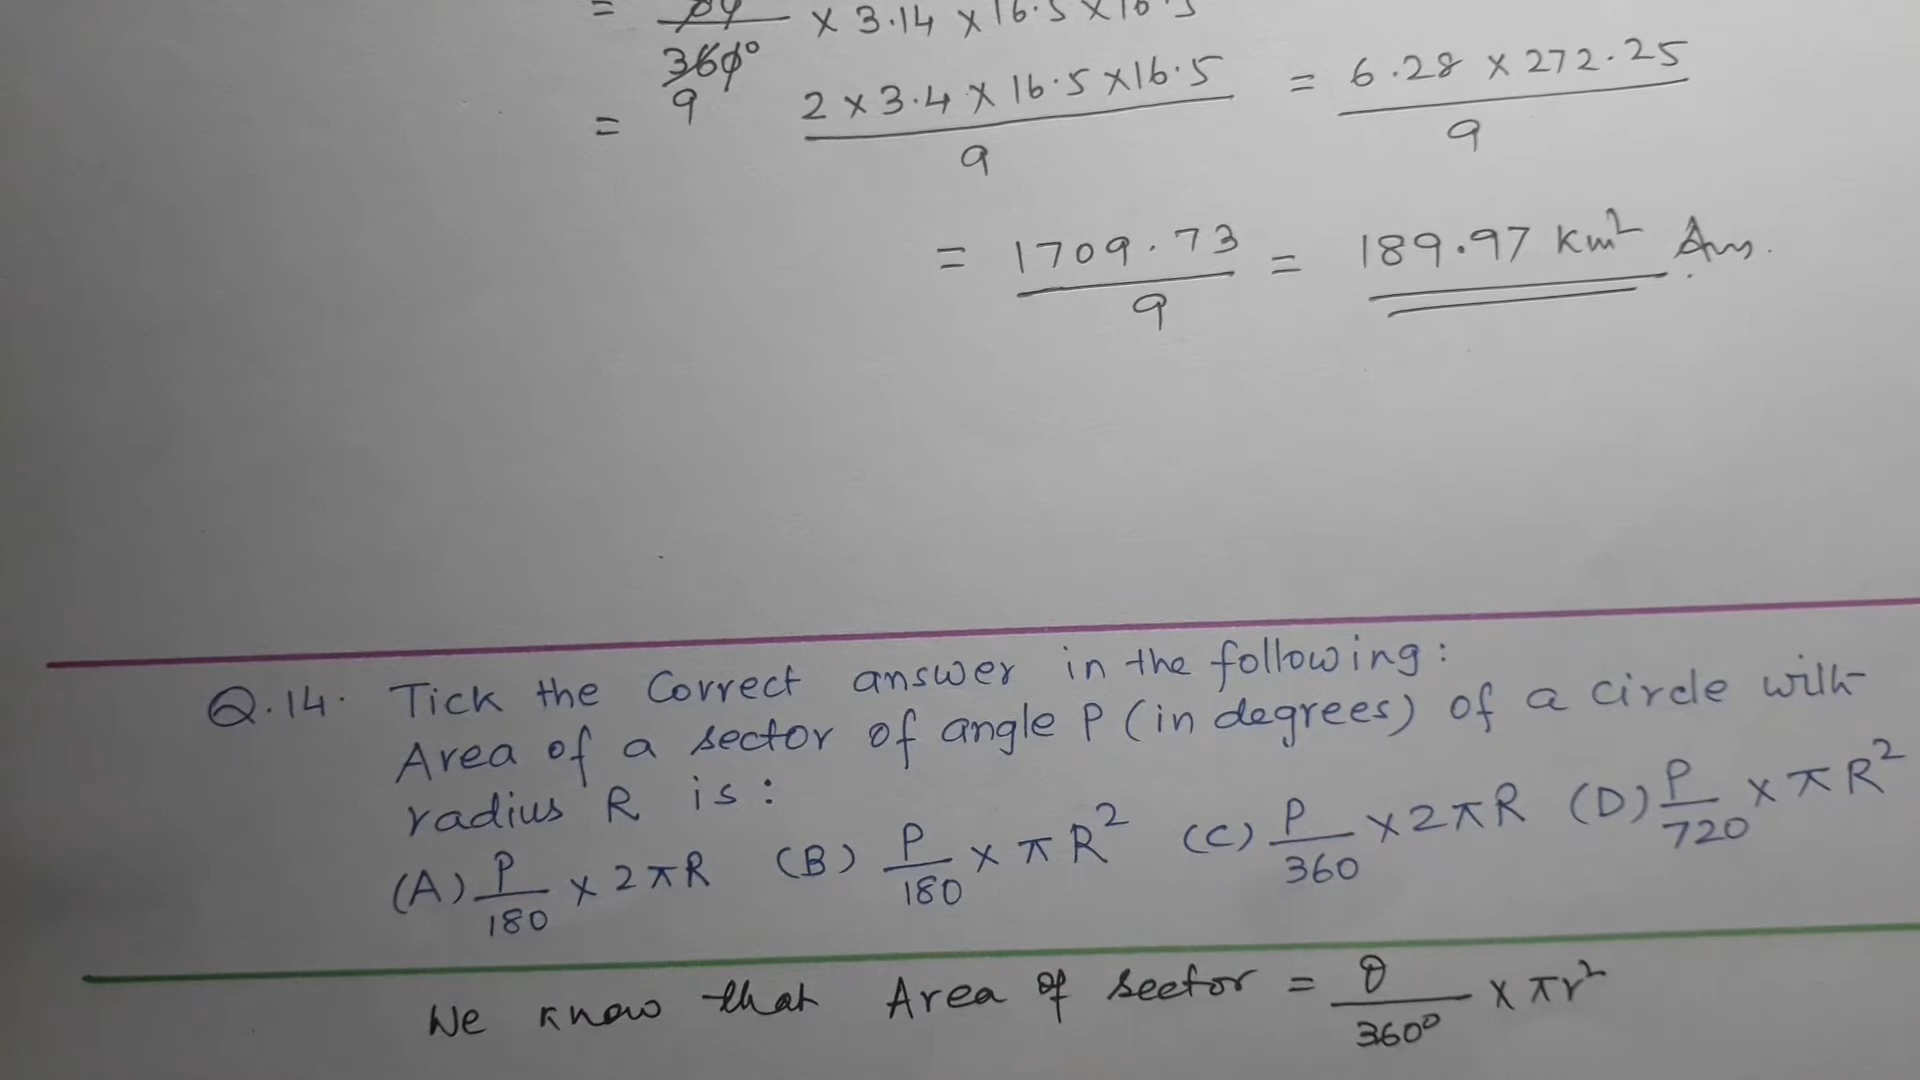 = 80/360° × 3.14 × 16.5 × 16.5
9
= 2 × 3.4 × 16.5 × 16.5 / 9 = 6.28 × 272.25 / 9
= 1709.73 / 9 = 189.97 Km² Ans.
Q.14. Tick the Correct answer in the following:
Area of a sector of angle P (in degrees) of a circle with
radius R is:
(A) P/180 × 2πR (B) P/180 × πR² (C) P/360 × 2πR (D) P/720 × πR²
We know that Area of sector = θ/360° × πr²